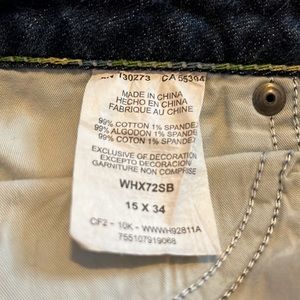 RN 130273 CA 55394
MADE IN CHINA
HECHO EN CHINA
FABRIQUE AU CHINE
99% COTTON 1% SPANDEX
99% ALGODON 1% SPANDEX
99% COTON 1% SPANDEX
EXCLUSIVE OF DECORATION
EXCEPTO DECORACION
GARNITURE NON COMPRISE
WHX72SB
15 X 34
CF2 - 10K - WWWH92811A
755107919068